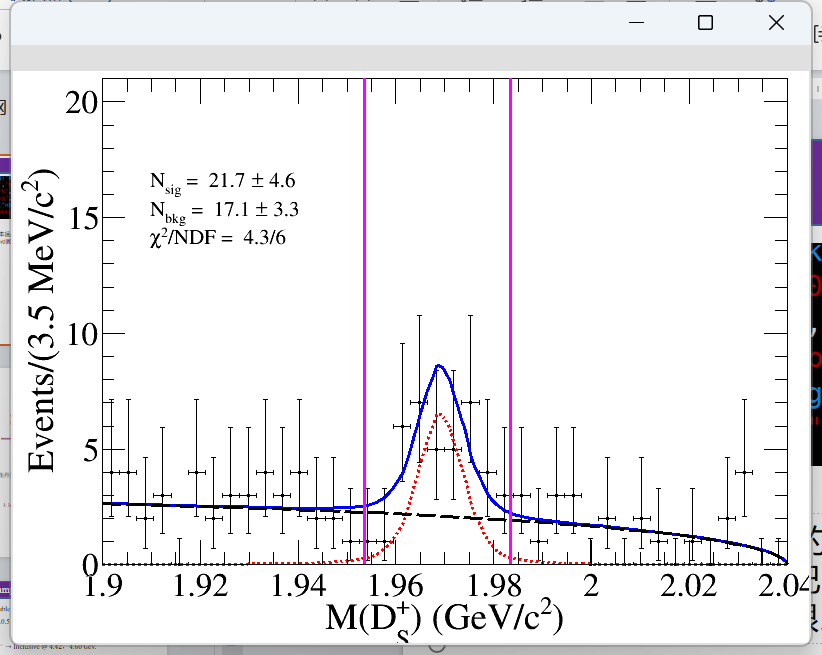 20
15
10
5
0
Events/(3.5 MeV/c²)
N_sig = 21.7 ± 4.6
N_bkg = 17.1 ± 3.3
χ²/NDF = 4.3/6
1.9 1.92 1.94 1.96 1.98 2 2.02 2.04
M(D_S^+) (GeV/c²)